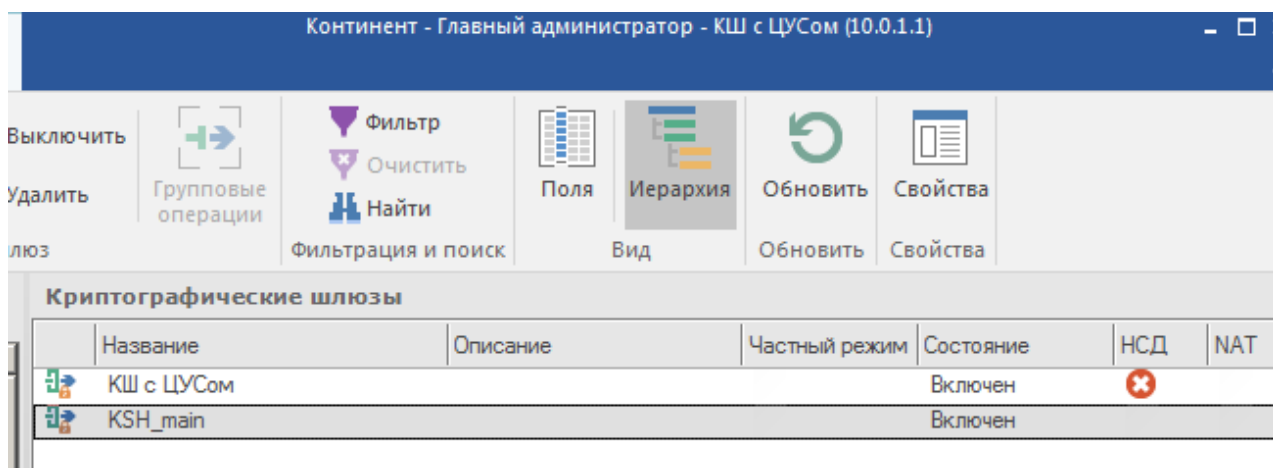 Континент - Главный администратор - КШ с ЦУСом (10.0.1.1)
Выключить
Удалить
Групповые
операции
Фильтр
Очистить
Найти
Поля
Иерархия
Обновить
Свойства
люз
Фильтрация и поиск
Вид
Обновить
Свойства
Криптографические шлюзы
Название Описание Частный режим Состояние НСД NAT
КШ с ЦУСом Включен
KSH_main Включен